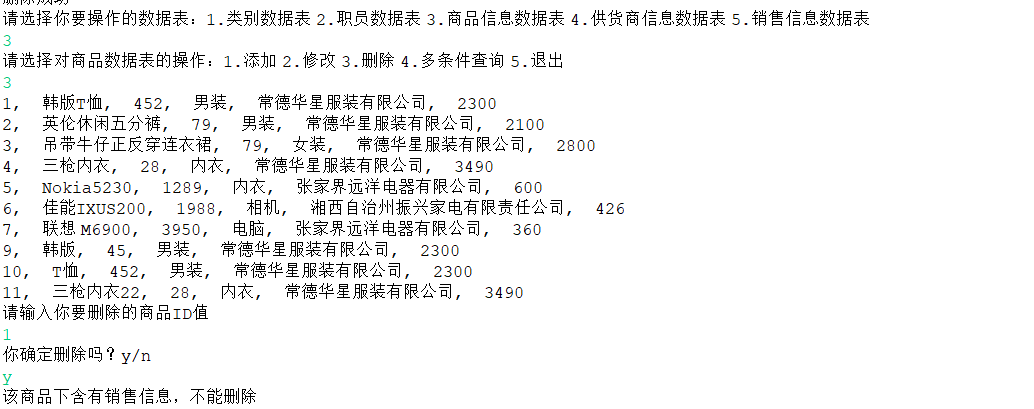 删除成功
请选择你要操作的数据表：1.类别数据表 2.职员数据表 3.商品信息数据表 4.供货商信息数据表 5.销售信息数据表
3
请选择对商品数据表的操作：1.添加 2.修改 3.删除 4.多条件查询 5.退出
3
1, 韩版T恤, 452, 男装, 常德华星服装有限公司, 2300
2, 英伦休闲五分裤, 79, 男装, 常德华星服装有限公司, 2100
3, 吊带牛仔正反穿连衣裙, 79, 女装, 常德华星服装有限公司, 2800
4, 三枪内衣, 28, 内衣, 常德华星服装有限公司, 3490
5, Nokia5230, 1289, 内衣, 张家界远洋电器有限公司, 600
6, 佳能IXUS200, 1988, 相机, 湘西自治州振兴家电有限责任公司, 426
7, 联想M6900, 3950, 电脑, 张家界远洋电器有限公司, 360
9, 韩版, 45, 男装, 常德华星服装有限公司, 2300
10, T恤, 452, 男装, 常德华星服装有限公司, 2300
11, 三枪内衣22, 28, 内衣, 常德华星服装有限公司, 3490
请输入你要删除的商品ID值
1
你确定删除吗？y/n
y
该商品下含有销售信息，不能删除